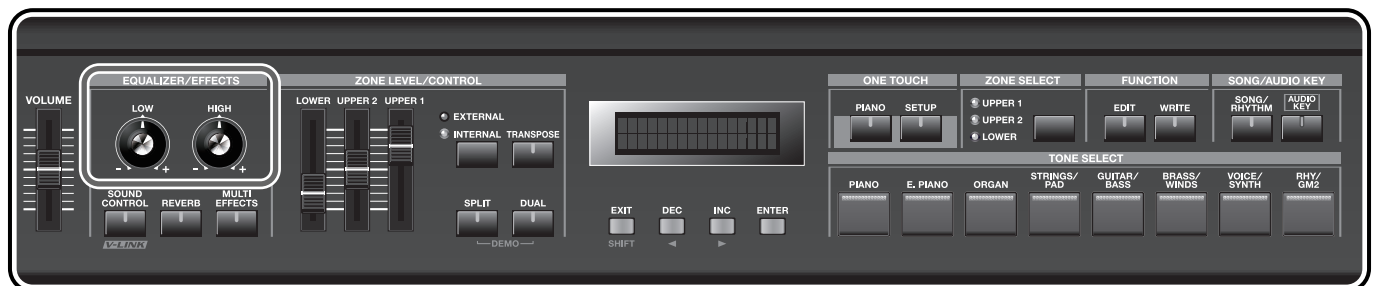 VOLUME
EQUALIZER/EFFECTS
LOW
HIGH
- +
- +
SOUND CONTROL
REVERB
MULTI EFFECTS
V-LINK
ZONE LEVEL/CONTROL
LOWER UPPER 2 UPPER 1
EXTERNAL
INTERNAL
TRANSPOSE
SPLIT
DUAL
DEMO
EXIT
DEC
INC
ENTER
SHIFT
ONE TOUCH
PIANO
SETUP
ZONE SELECT
UPPER 1
UPPER 2
LOWER
FUNCTION
EDIT
WRITE
SONG/AUDIO KEY
SONG/
RHYTHM
AUDIO
KEY
TONE SELECT
PIANO
E. PIANO
ORGAN
STRINGS/
PAD
GUITAR/
BASS
BRASS/
WINDS
VOICE/
SYNTH
RHY/
GM2